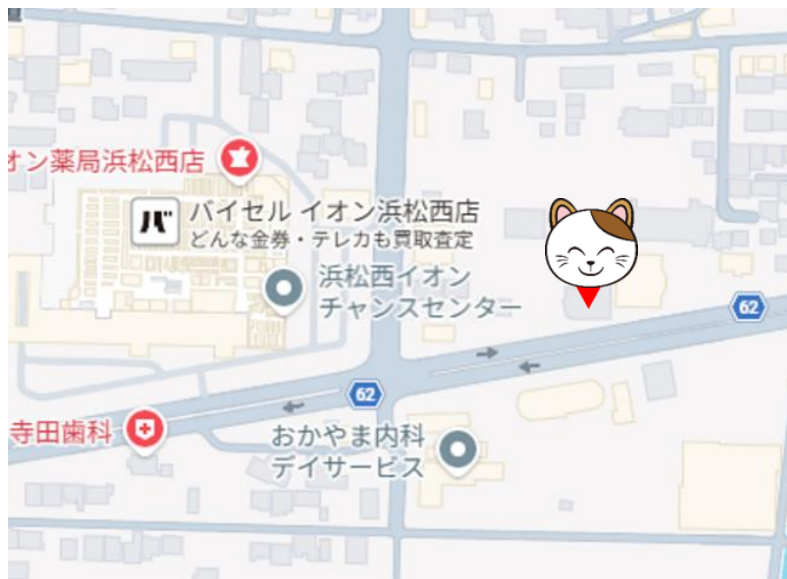 オン薬局浜松西店
バ
バイセル イオン浜松西店
どんな金券・テレカも買取査定
浜松西イオン
チャンスセンター
62
62
寺田歯科
おかやま内科
デイサービス